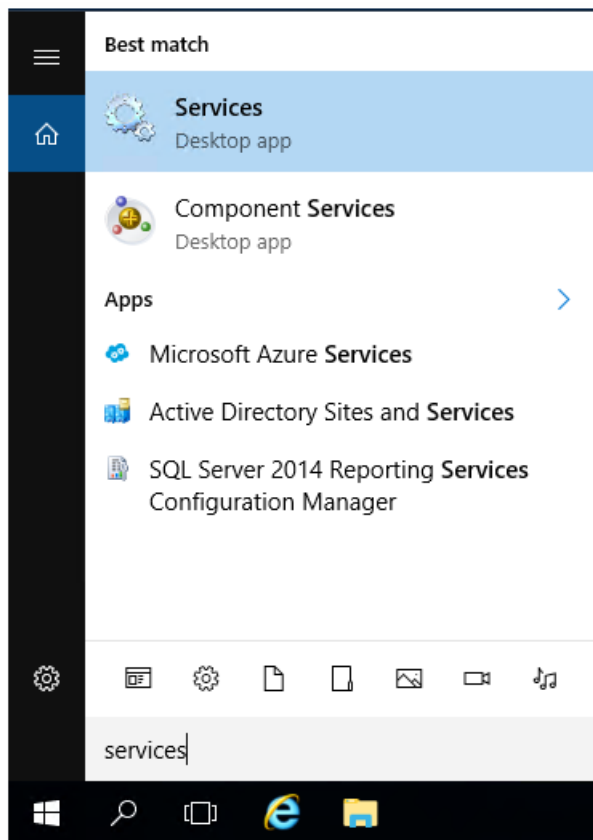 Best match
Services
Desktop app
Component Services
Desktop app
Apps
Microsoft Azure Services
Active Directory Sites and Services
SQL Server 2014 Reporting Services
Configuration Manager
services